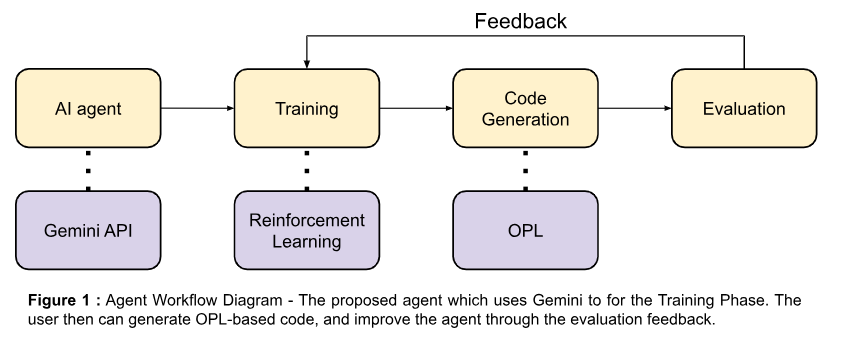 Feedback
AI agent
Training
Code
Generation
Evaluation
Gemini API
Reinforcement
Learning
OPL
Figure 1 : Agent Workflow Diagram - The proposed agent which uses Gemini to for the Training Phase. The
user then can generate OPL-based code, and improve the agent through the evaluation feedback.